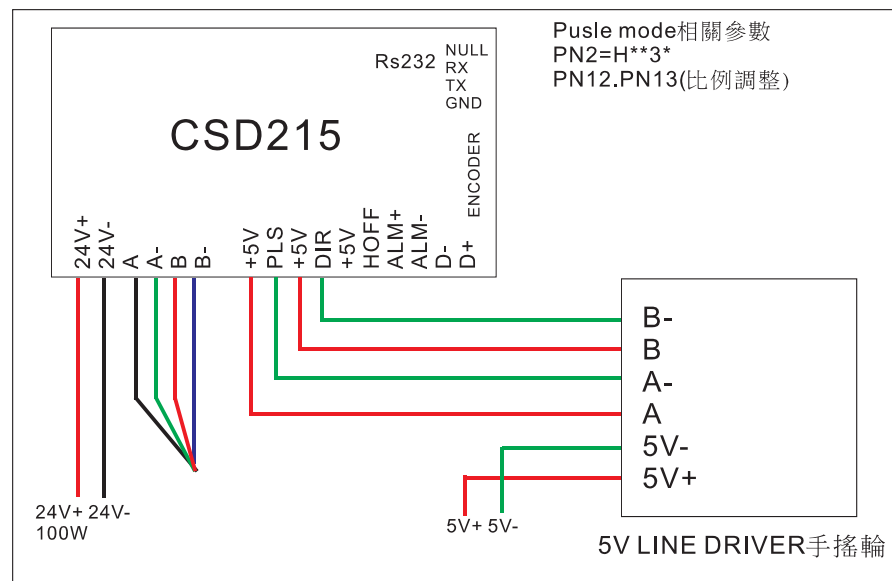 Pusle mode相關參數
PN2=H**3*
PN12.PN13(比例調整)
Rs232
NULL
RX
TX
GND
CSD215
ENCODER
24V+
24V-
A
A-
B
B-
+5V
PLS
+5V
DIR
+5V
HOFF
ALM+
ALM-
D-
D+
B-
B
A-
A
5V-
5V+
24V+ 24V-
100W
5V+ 5V-
5V LINE DRIVER手搖輪